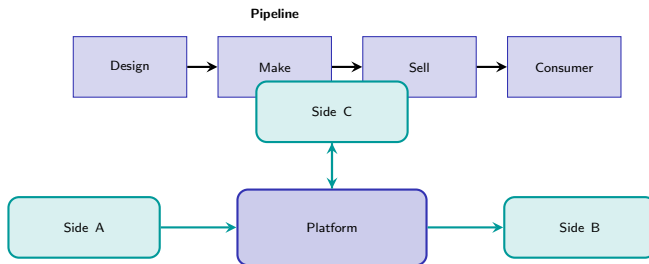 Pipeline
Design
Make
Sell
Consumer
Side C
Side A
Platform
Side B